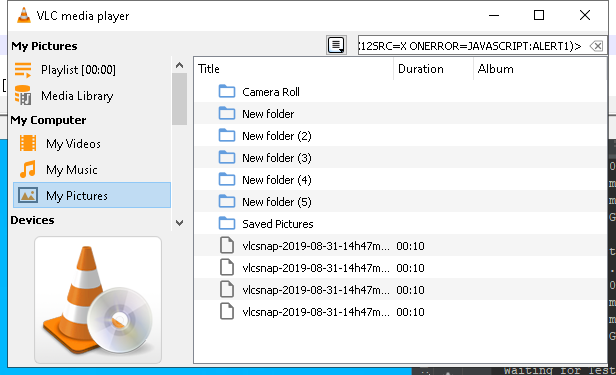 VLC media player
My Pictures
12SRC=X ONERROR=JAVASCRIPT:ALERT1)>
Playlist [00:00]
Media Library
My Computer
My Videos
My Music
My Pictures
Devices
Title Duration Album
Camera Roll
New folder
New folder (2)
New folder (3)
New folder (4)
New folder (5)
Saved Pictures
vlcsnap-2019-08-31-14h47m... 00:10
vlcsnap-2019-08-31-14h47m... 00:10
vlcsnap-2019-08-31-14h47m... 00:10
vlcsnap-2019-08-31-14h47m... 00:10
Waiting for